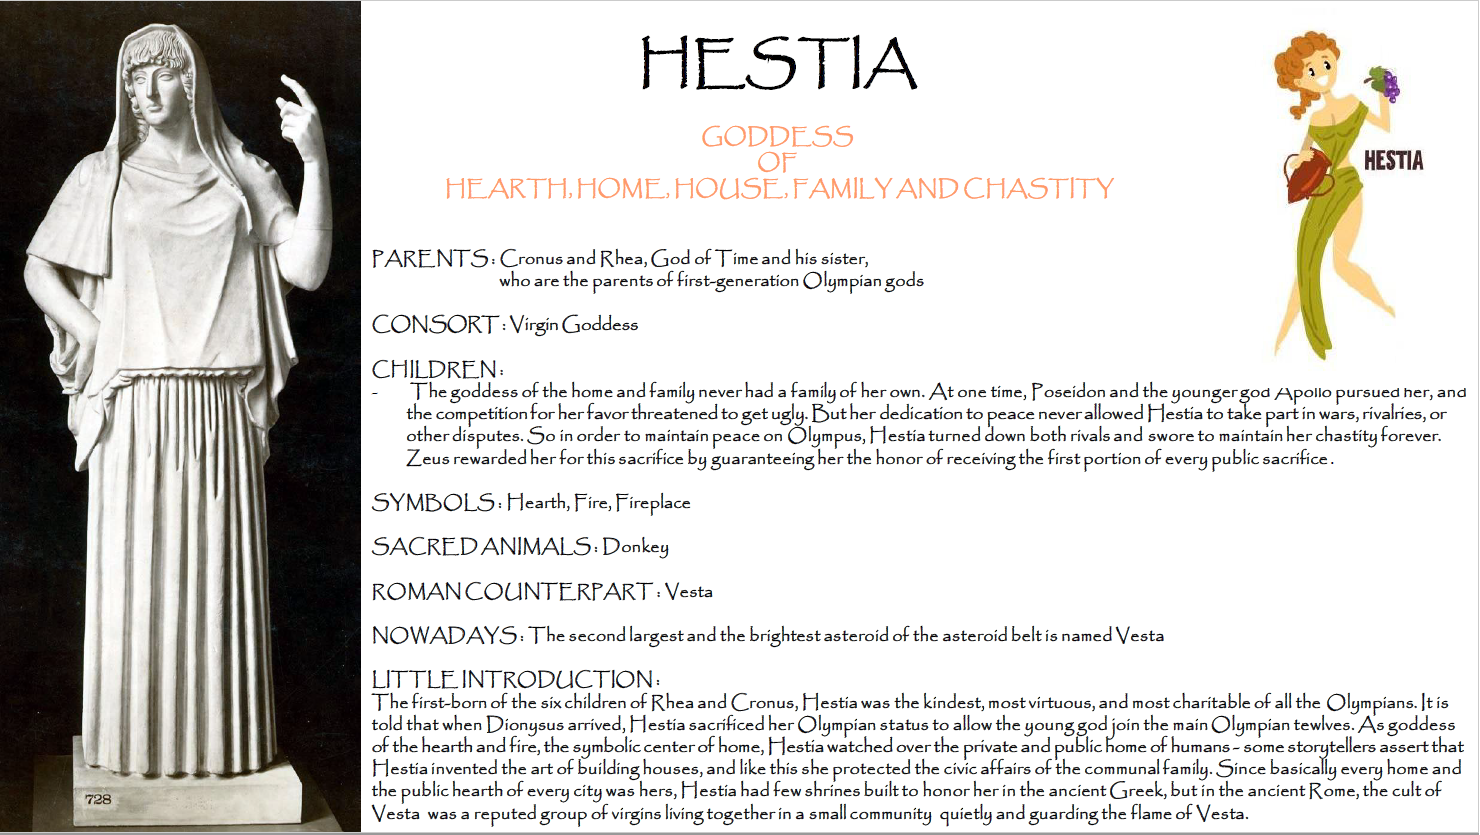 HESTIA
GODDESS
OF
HEARTH, HOME, HOUSE, FAMILY AND CHASTITY
HESTIA
PARENTS : Cronus and Rhea, God of Time and his sister,
who are the parents of first-generation Olympian gods
CONSORT : Virgin Goddess
CHILDREN :
- The goddess of the home and family never had a family of her own. At one time, Poseidon and the younger god Apollo pursued her, and
the competition for her favor threatened to get ugly. But her dedication to peace never allowed Hestia to take part in wars, rivalries, or
other disputes. So in order to maintain peace on Olympus, Hestia turned down both rivals and swore to maintain her chastity forever.
Zeus rewarded her for this sacrifice by guaranteeing her the honor of receiving the first portion of every public sacrifice .
SYMBOLS : Hearth, Fire, Fireplace
SACRED ANIMALS : Donkey
ROMAN COUNTERPART : Vesta
NOWADAYS : The second largest and the brightest asteroid of the asteroid belt is named Vesta
LITTLE INTRODUCTION :
The first-born of the six children of Rhea and Cronus, Hestia was the kindest, most virtuous, and most charitable of all the Olympians. It is
told that when Dionysus arrived, Hestia sacrificed her Olympian status to allow the young god join the main Olympian tewlves. As goddess
of the hearth and fire, the symbolic center of home, Hestia watched over the private and public home of humans - some storytellers assert that
Hestia invented the art of building houses, and like this she protected the civic affairs of the communal family. Since basically every home and
the public hearth of every city was hers, Hestia had few shrines built to honor her in the ancient Greek, but in the ancient Rome, the cult of
Vesta was a reputed group of virgins living together in a small community quietly and guarding the flame of Vesta.
728